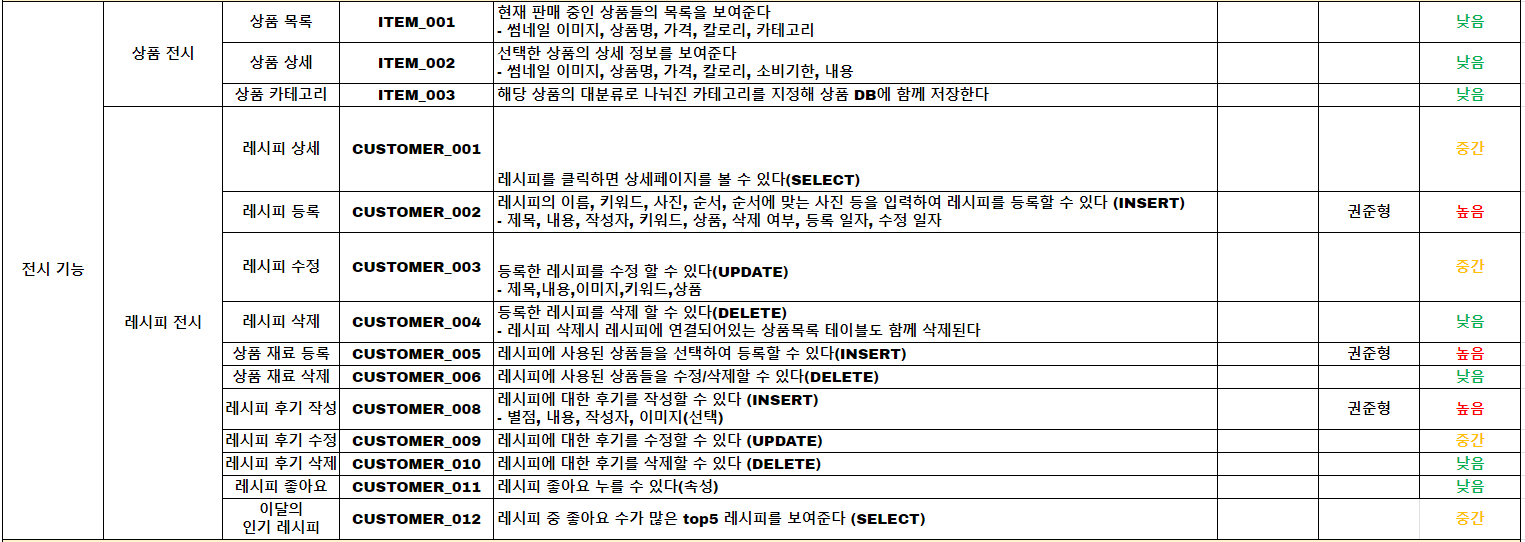 전시 기능
상품 전시
상품 목록
ITEM_001
현재 판매 중인 상품들의 목록을 보여준다
- 썸네일 이미지, 상품명, 가격, 칼로리, 카테고리
낮음
상품 상세
ITEM_002
선택한 상품의 상세 정보를 보여준다
- 썸네일 이미지, 상품명, 가격, 칼로리, 소비기한, 내용
낮음
상품 카테고리
ITEM_003
해당 상품의 대분류로 나눠진 카테고리를 지정해 상품 DB에 함께 저장한다
낮음
레시피 전시
레시피 상세
CUSTOMER_001
레시피를 클릭하면 상세페이지를 볼 수 있다(SELECT)
중간
레시피 등록
CUSTOMER_002
레시피의 이름, 키워드, 사진, 순서, 순서에 맞는 사진 등을 입력하여 레시피를 등록할 수 있다 (INSERT)
- 제목, 내용, 작성자, 키워드, 상품, 삭제 여부, 등록 일자, 수정 일자
권준형
높음
레시피 수정
CUSTOMER_003
등록한 레시피를 수정 할 수 있다(UPDATE)
- 제목,내용,이미지,키워드,상품
중간
레시피 삭제
CUSTOMER_004
등록한 레시피를 삭제 할 수 있다(DELETE)
- 레시피 삭제시 레시피에 연결되어있는 상품목록 테이블도 함께 삭제된다
낮음
상품 재료 등록
CUSTOMER_005
레시피에 사용된 상품들을 선택하여 등록할 수 있다(INSERT)
권준형
높음
상품 재료 삭제
CUSTOMER_006
레시피에 사용된 상품들을 수정/삭제할 수 있다(DELETE)
낮음
레시피 후기 작성
CUSTOMER_008
레시피에 대한 후기를 작성할 수 있다 (INSERT)
- 별점, 내용, 작성자, 이미지(선택)
권준형
높음
레시피 후기 수정
CUSTOMER_009
레시피에 대한 후기를 수정할 수 있다 (UPDATE)
중간
레시피 후기 삭제
CUSTOMER_010
레시피에 대한 후기를 삭제할 수 있다 (DELETE)
낮음
레시피 좋아요
CUSTOMER_011
레시피 좋아요 누를 수 있다(속성)
낮음
이달의
인기 레시피
CUSTOMER_012
레시피 중 좋아요 수가 많은 top5 레시피를 보여준다 (SELECT)
중간